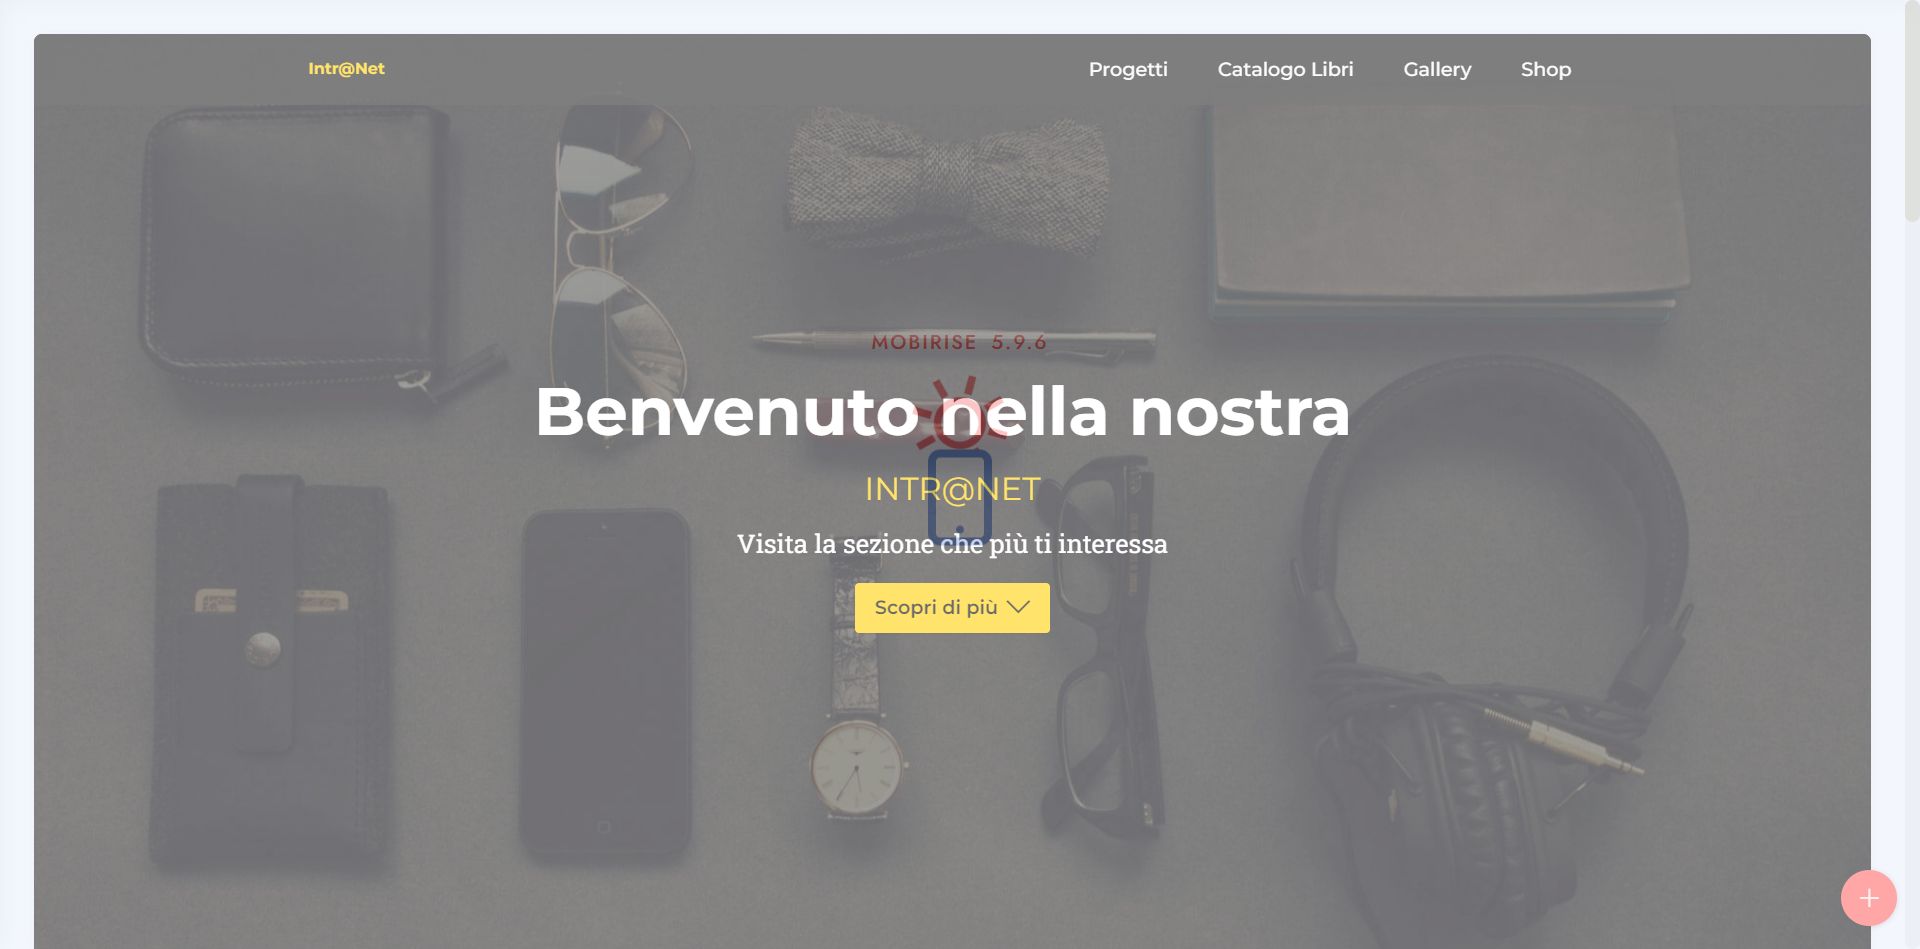 Intr@Net
Progetti
Catalogo Libri
Gallery
Shop
MOBIRISE 5.9.6
Benvenuto nella nostra
INTR@NET
Visita la sezione che più ti interessa
Scopri di più